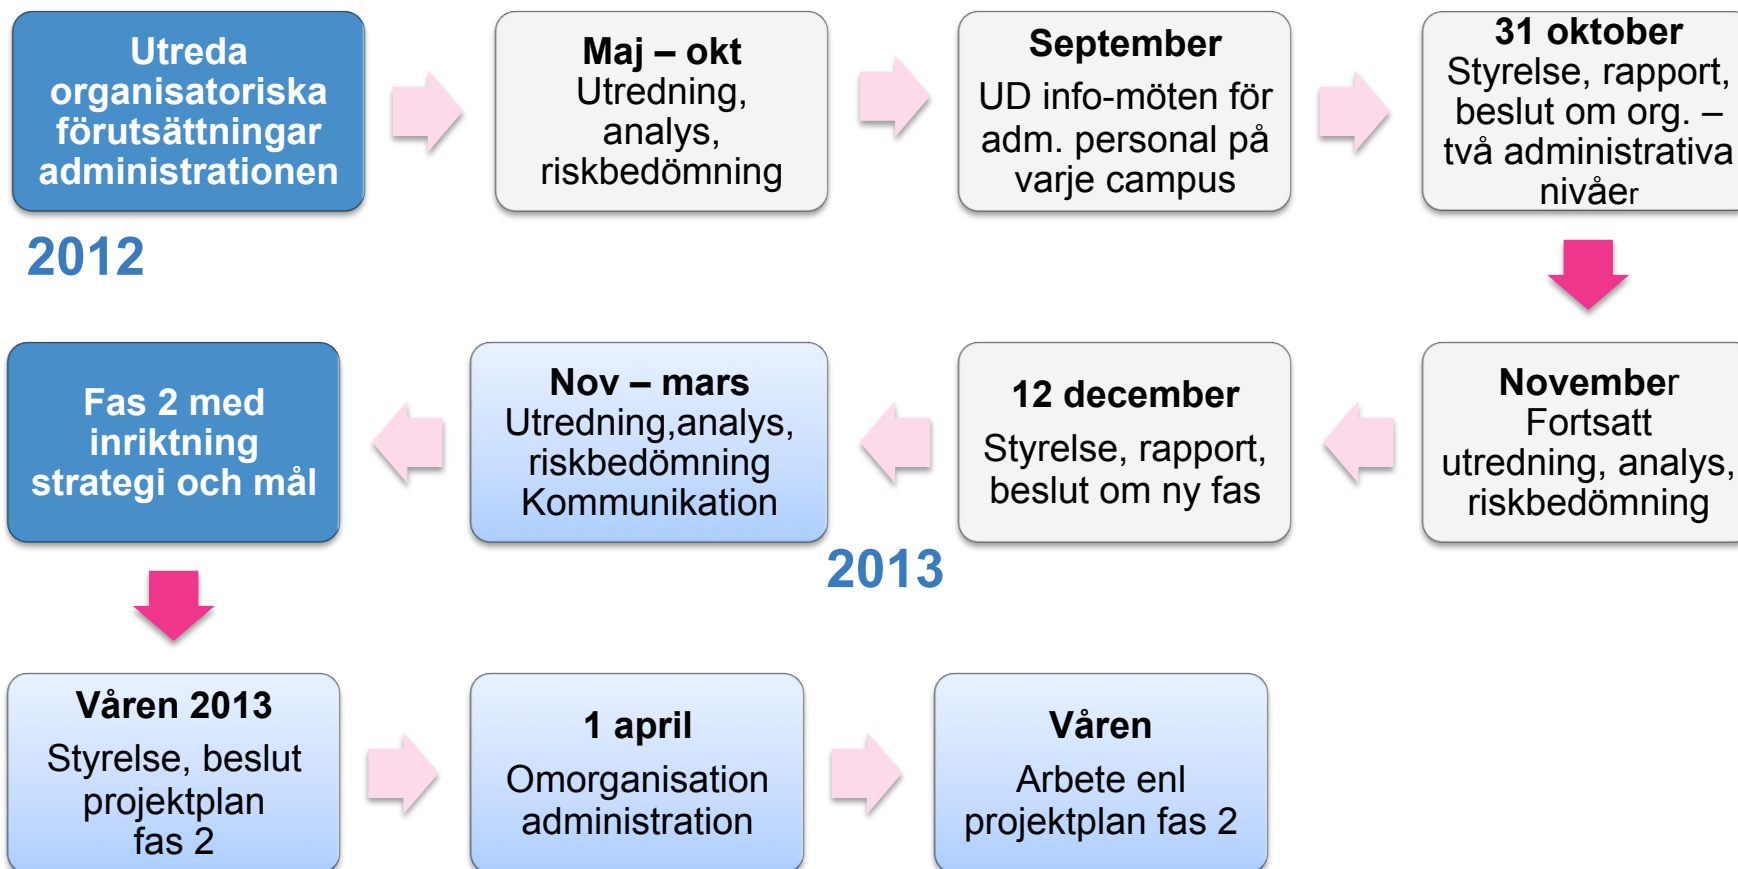 Utreda
organisatoriska
förutsättningar
administrationen
Maj – okt
Utredning,
analys,
riskbedömning
September
UD info-möten för
adm. personal på
varje campus
31 oktober
Styrelse, rapport,
beslut om org. –
två administrativa
nivåer
2012
Fas 2 med
inriktning
strategi och mål
Nov – mars
Utredning,analys,
riskbedömning
Kommunikation
12 december
Styrelse, rapport,
beslut om ny fas
November
Fortsatt
utredning, analys,
riskbedömning
2013
Våren 2013
Styrelse, beslut
projektplan
fas 2
1 april
Omorganisation
administration
Våren
Arbete enl
projektplan fas 2